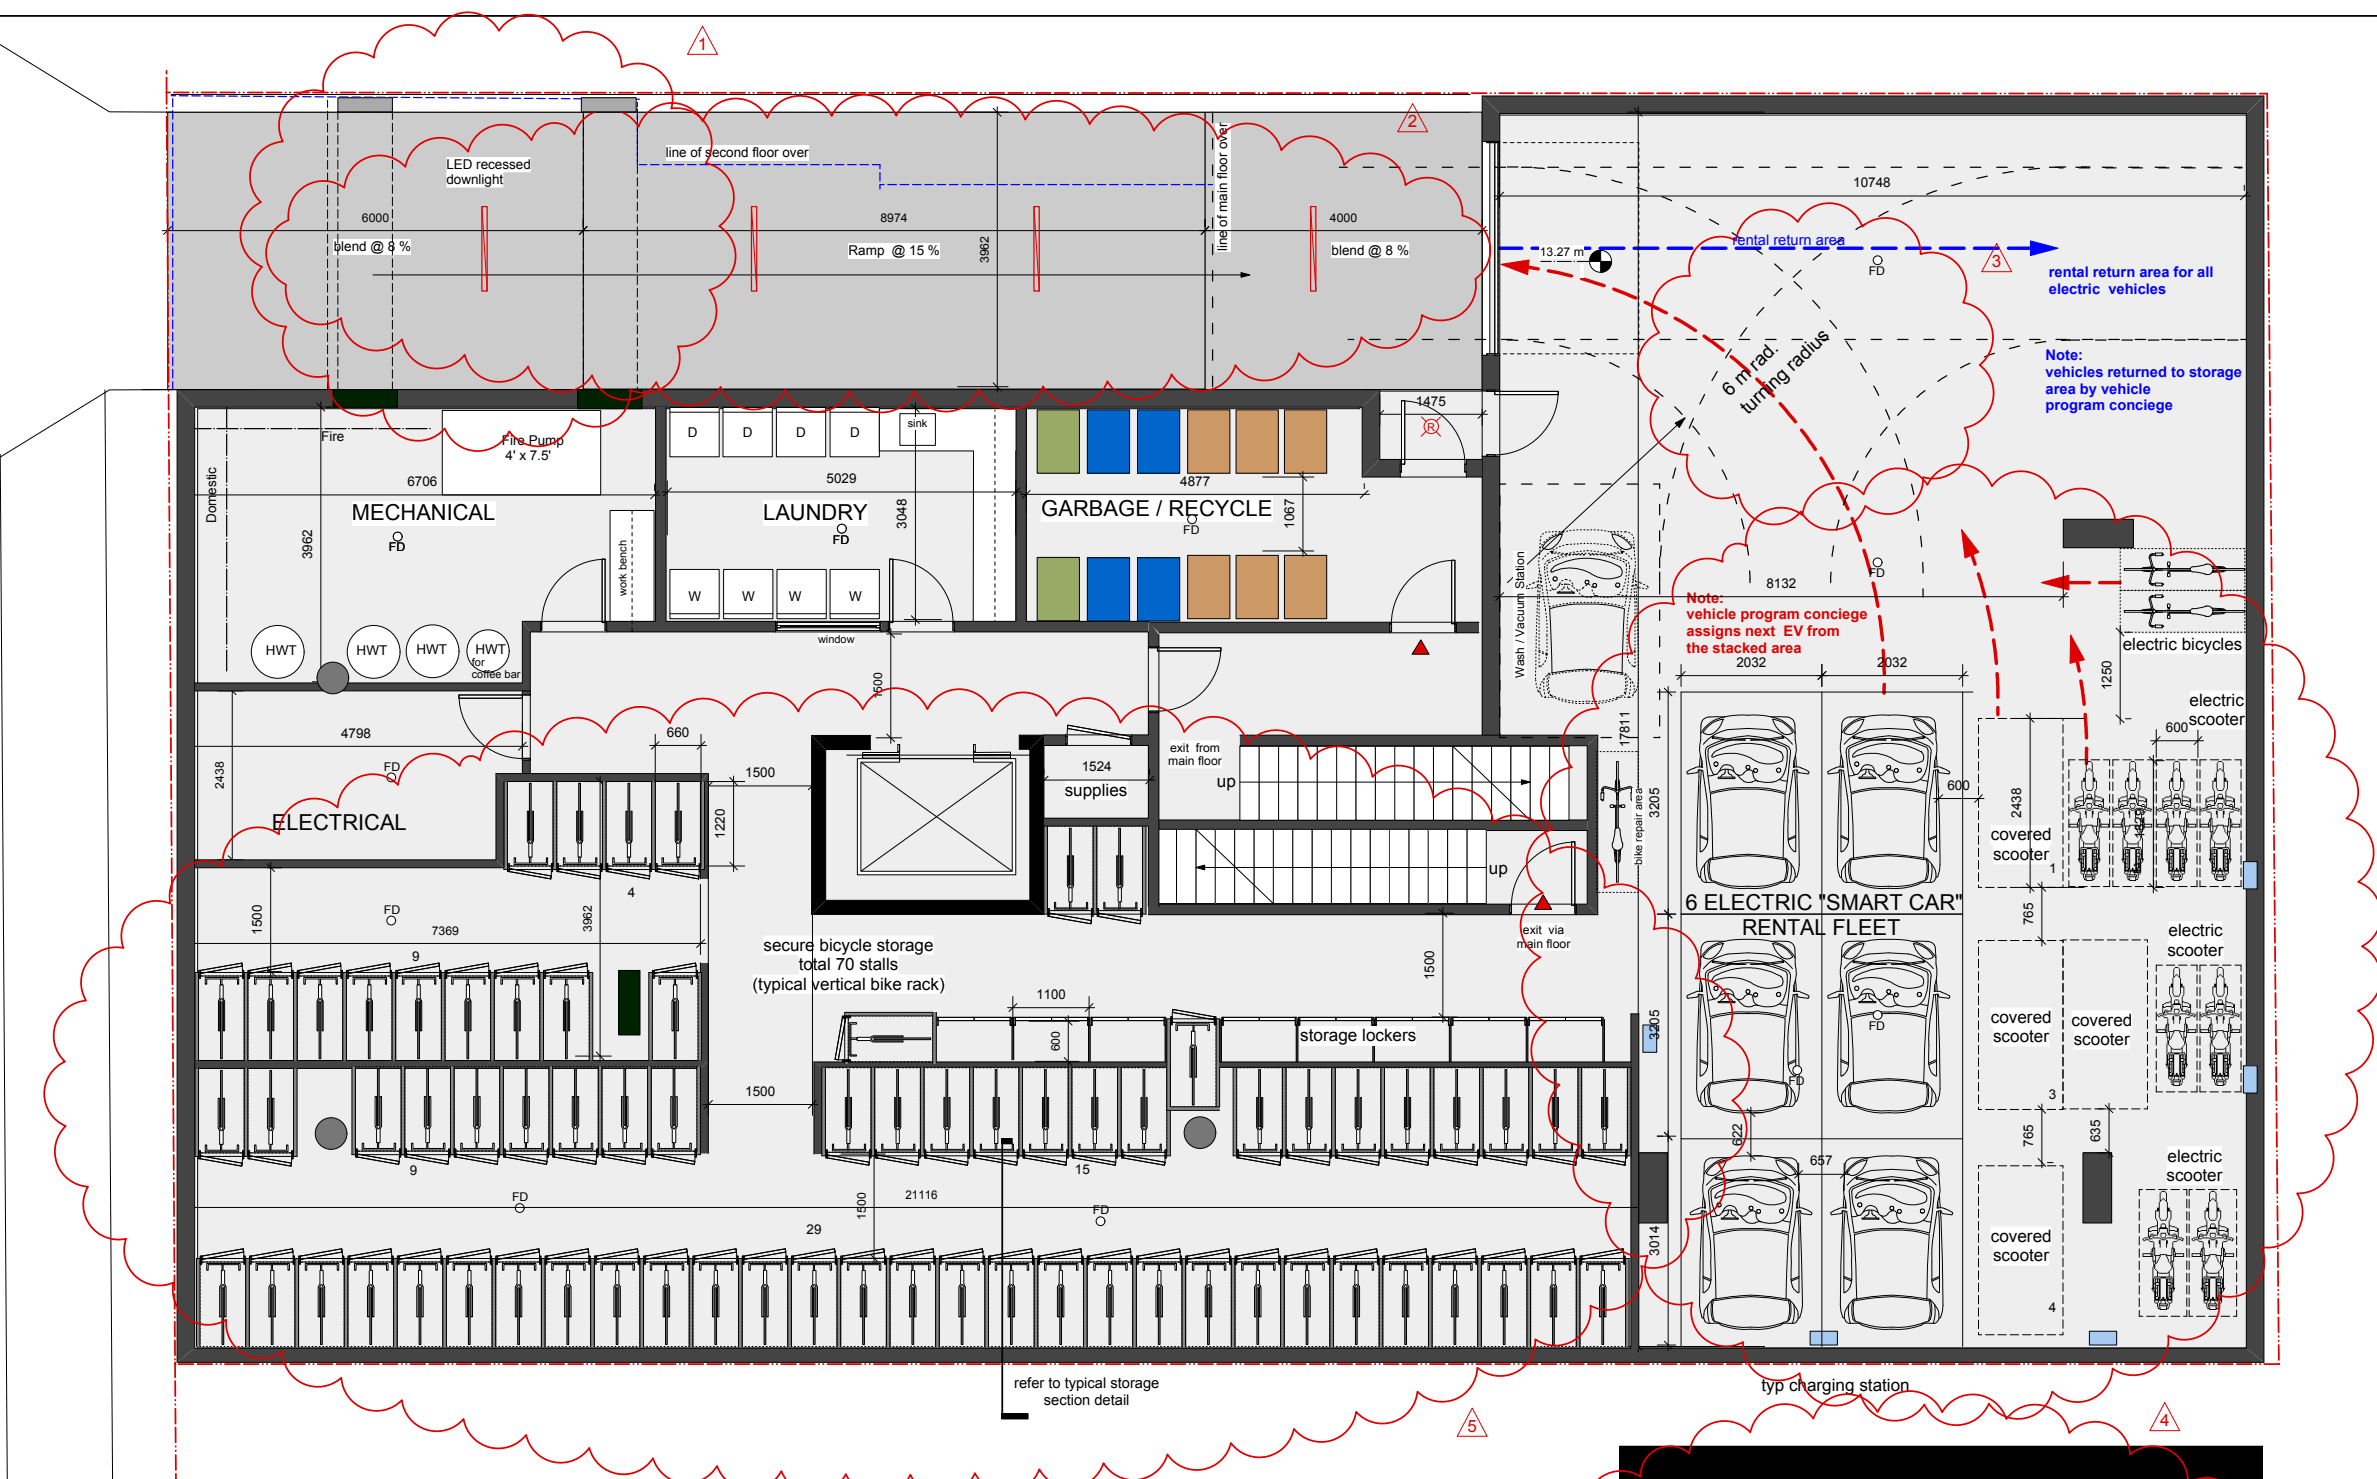 1
2
LED recessed
downlight
line of second floor over
line of main floor over
6000
8974
4000
3962
blend @ 8 %
Ramp @ 15 %
blend @ 8 %
10748
rental return area
13.27 m
FD
3
rental return area for all
electric vehicles
6 m rad.
turning radius
Note:
vehicles returned to storage
area by vehicle
program conciege
Fire
Fire Pump
4' x 7.5'
Domestic
6706
MECHANICAL
FD
3962
work bench
HWT
HWT
HWT
HWT
for
coffee bar
D
D
D
D
sink
5029
LAUNDRY
FD
3048
W
W
W
W
window
4877
GARBAGE / RECYCLE
FD
1067
1475
R
Wash / Vacuum Station
FD
8132
Note:
vehicle program conciege
assigns next EV from
the stacked area
2032
2032
electric bicycles
1250
electric
scooter
600
4798
2438
FD
ELECTRICAL
660
1500
1500
1220
1524
supplies
exit from
main floor
up
up
17811
bike repair area
3205
600
2438
covered
scooter
1
1829
4
1500
FD
7369
3962
9
secure bicycle storage
total 70 stalls
(typical vertical bike rack)
exit via
main floor
1500
6 ELECTRIC "SMART CAR"
RENTAL FLEET
765
electric
scooter
1100
600
storage lockers
3205
FD
FD
covered
scooter
covered
scooter
3
1500
622
657
765
635
9
15
electric
scooter
FD
21116
1500
FD
29
3014
covered
scooter
4
refer to typical storage
section detail
typ charging station
5
4